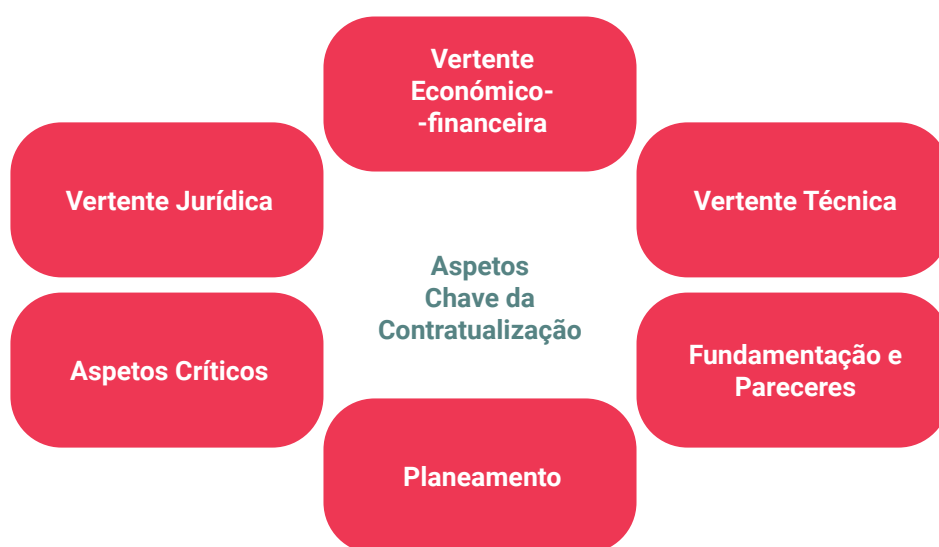 Vertente
Económico-
-financeira
Vertente Jurídica
Vertente Técnica
Aspetos
Chave da
Contratualização
Aspetos Críticos
Fundamentação e
Pareceres
Planeamento